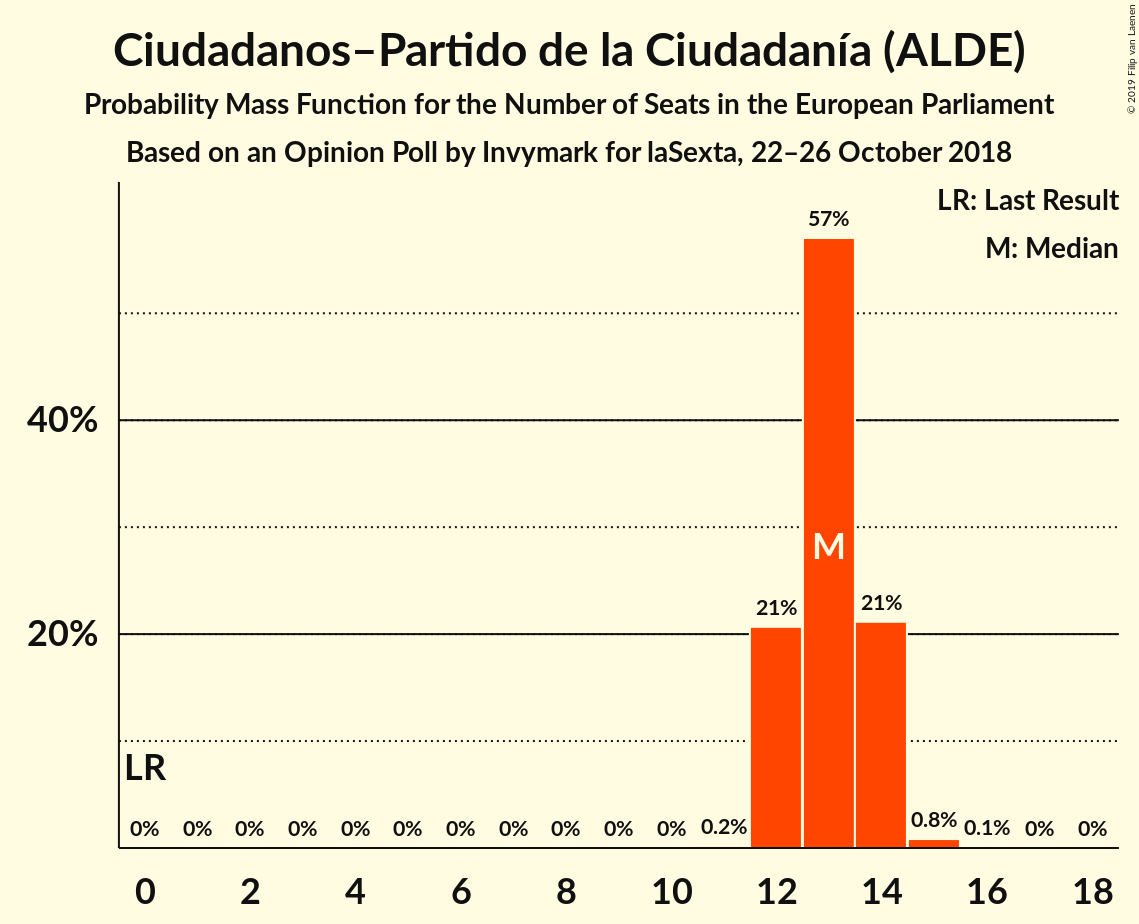 Ciudadanos–Partido de la Ciudadanía (ALDE)
Probability Mass Function for the Number of Seats in the European Parliament
Based on an Opinion Poll by Invymark for laSexta, 22–26 October 2018
© 2019 Filip van Laenen
LR: Last Result
M: Median
57%
40%
M
21%
21%
20%
LR
0% 0% 0% 0% 0% 0% 0% 0% 0% 0% 0% 0.2% 0.8% 0.1% 0% 0%
0 2 4 6 8 10 12 14 16 18